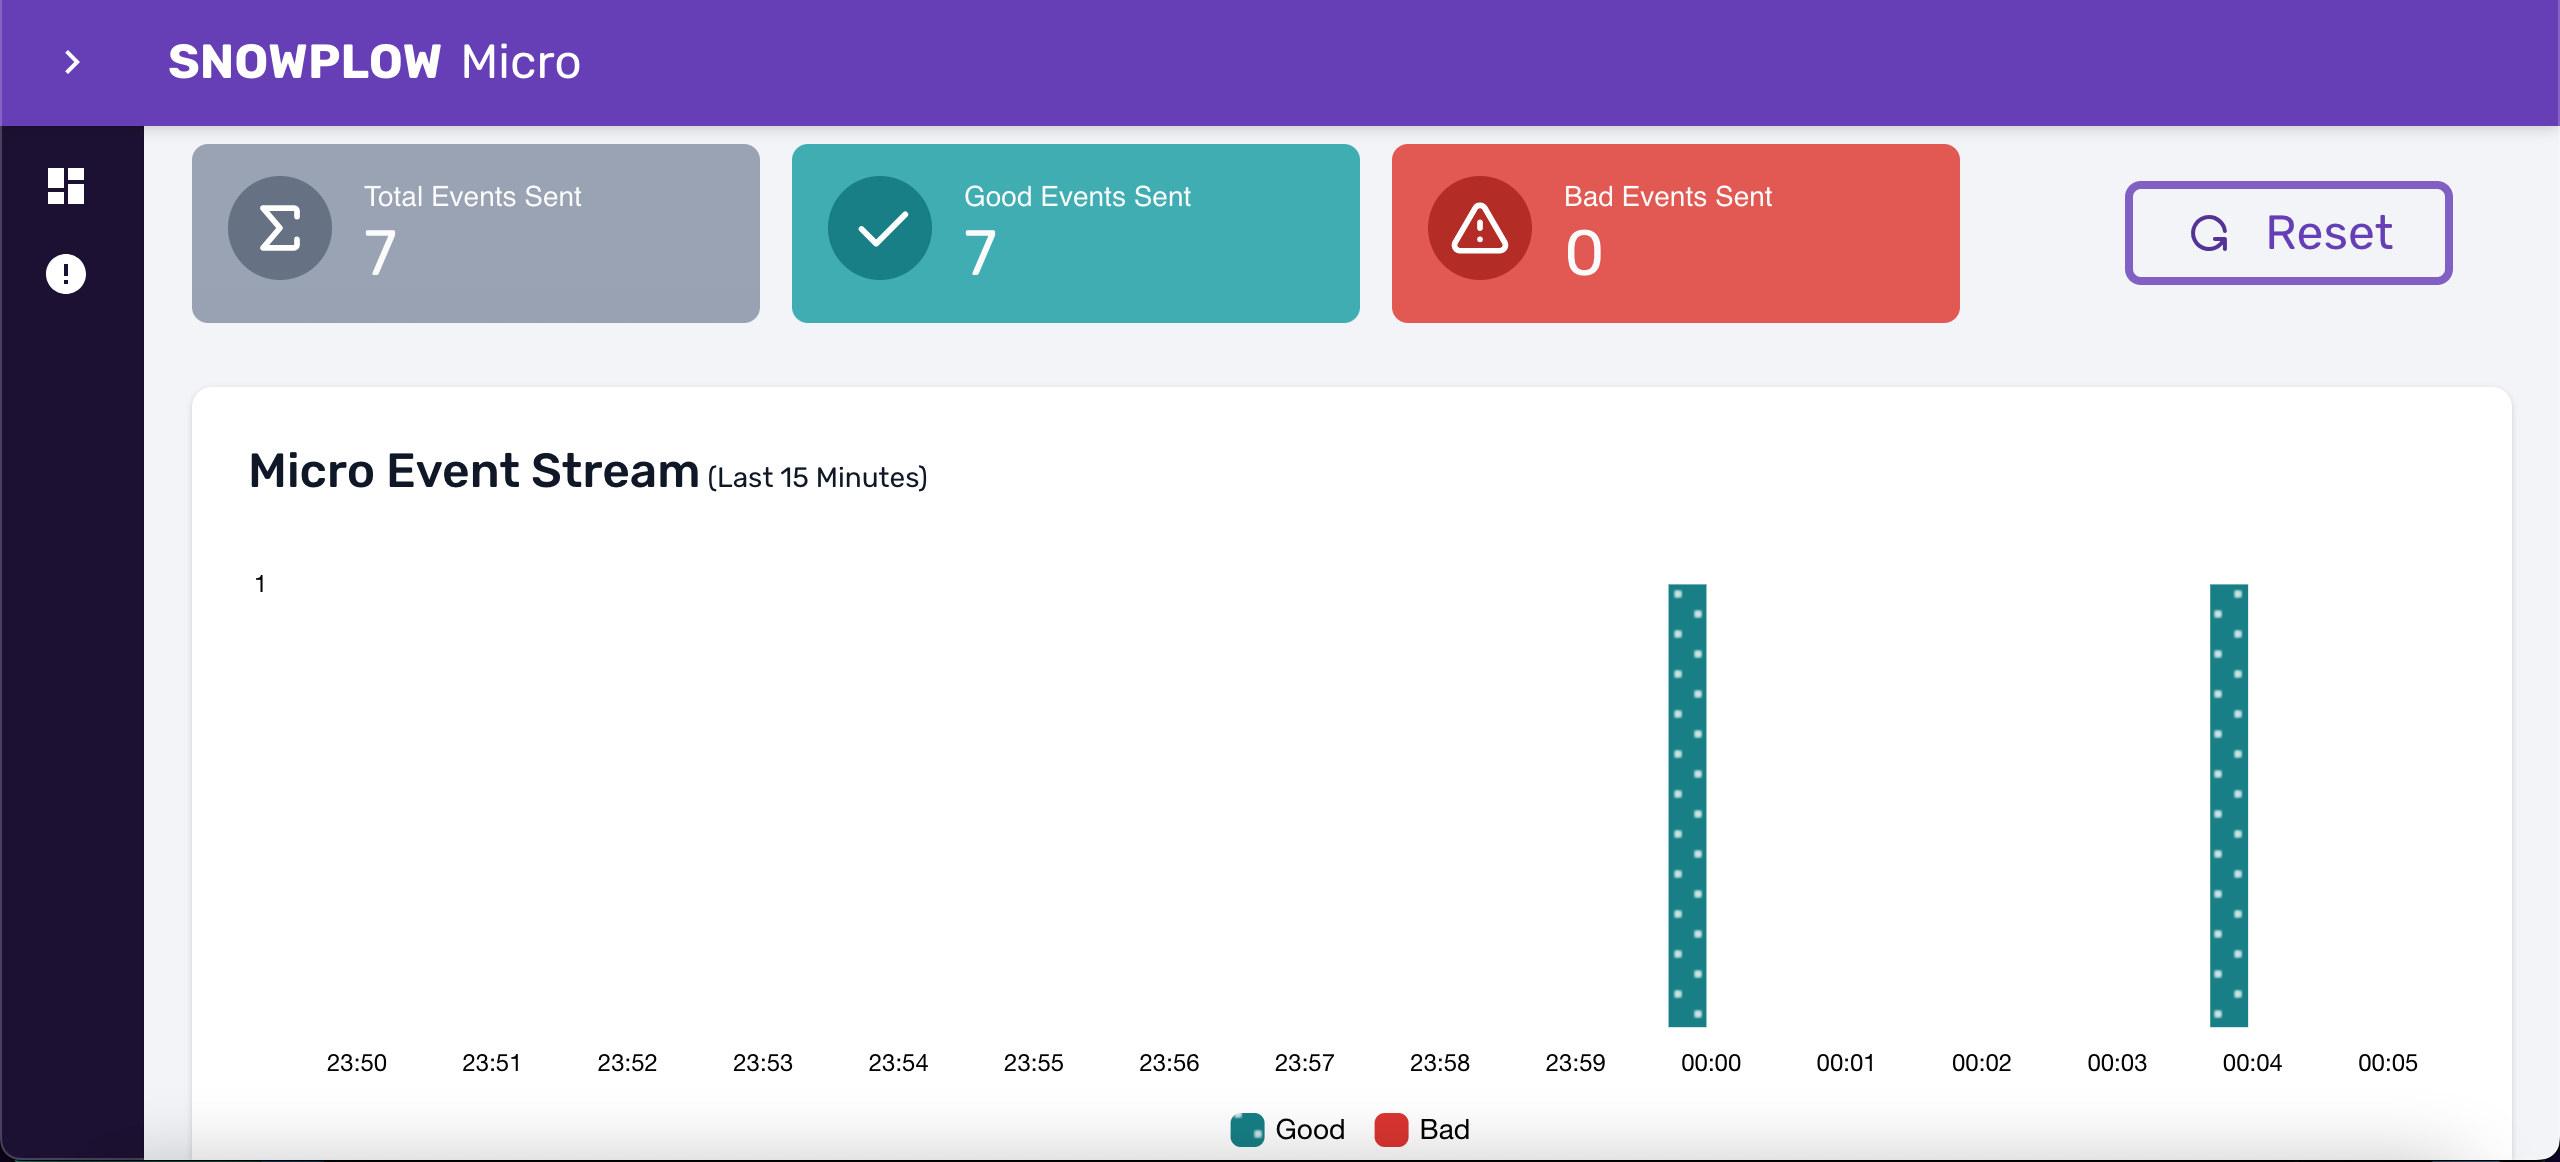 SNOWPLOW Micro
Total Events Sent
7
Good Events Sent
7
Bad Events Sent
0
Reset
Micro Event Stream (Last 15 Minutes)
1
23:50 23:51 23:52 23:53 23:54 23:55 23:56 23:57 23:58 23:59 00:00 00:01 00:02 00:03 00:04 00:05
Good Bad